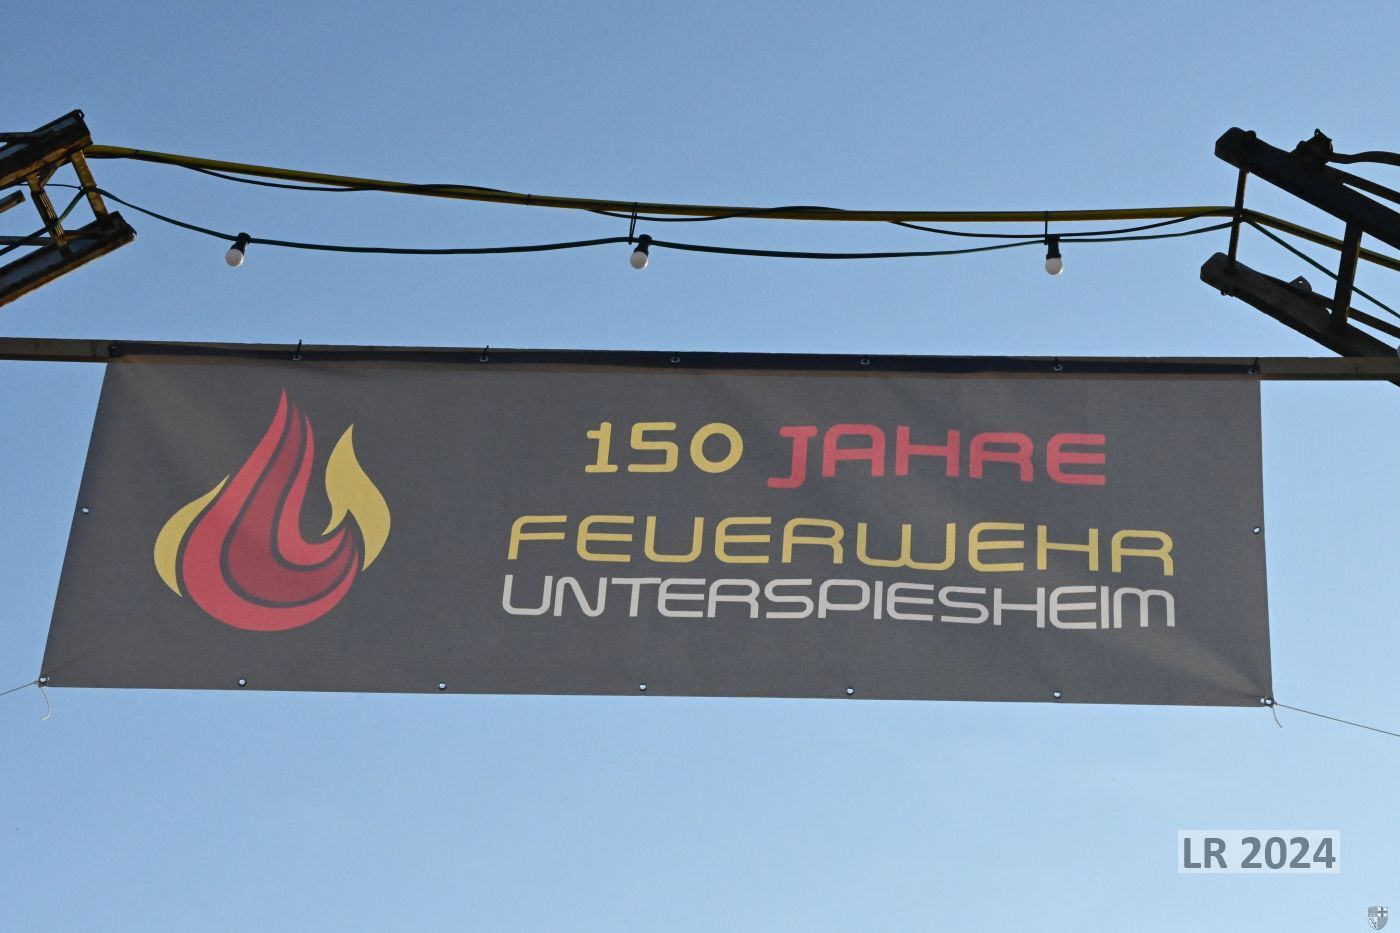 150 JAHRE
FEUERWEHR
UNTERSPIESHEIM
LR 2024